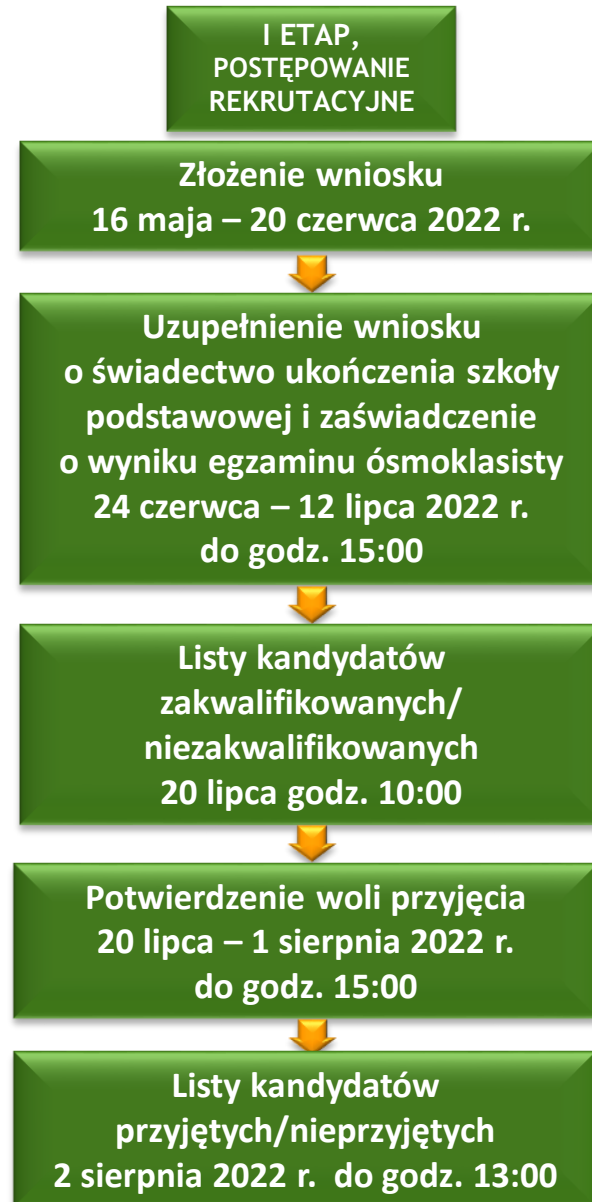 I ETAP,
POSTĘPOWANIE
REKRUTACYJNE
Złożenie wniosku
16 maja – 20 czerwca 2022 r.
Uzupełnienie wniosku
o świadectwo ukończenia szkoły
podstawowej i zaświadczenie
o wyniku egzaminu ósmoklasisty
24 czerwca – 12 lipca 2022 r.
do godz. 15:00
Listy kandydatów
zakwalifikowanych/
niezakwalifikowanych
20 lipca godz. 10:00
Potwierdzenie woli przyjęcia
20 lipca – 1 sierpnia 2022 r.
do godz. 15:00
Listy kandydatów
przyjętych/nieprzyjętych
2 sierpnia 2022 r. do godz. 13:00